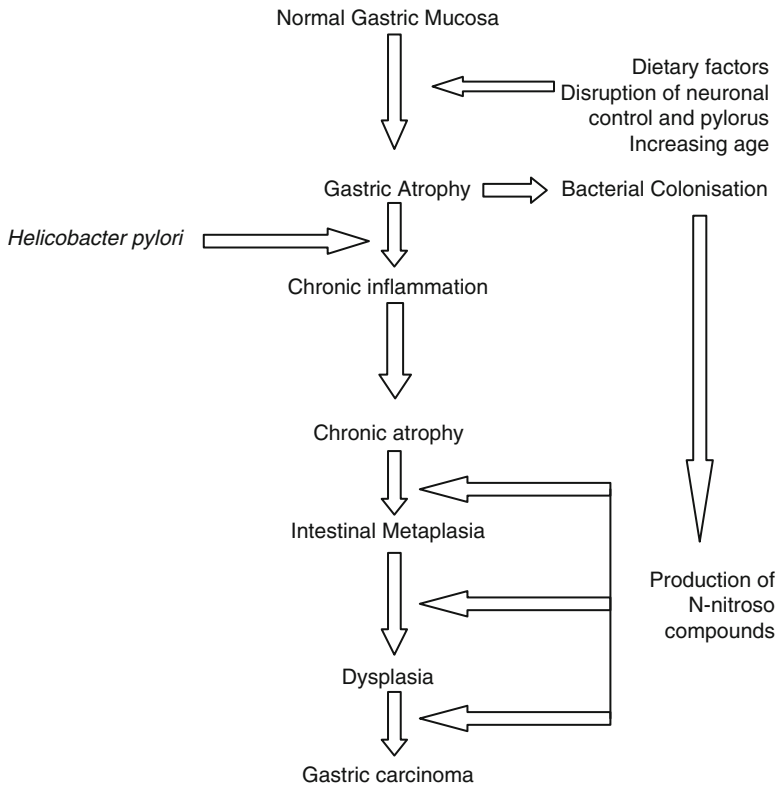 Normal Gastric Mucosa
Dietary factors
Disruption of neuronal
control and pylorus
Increasing age
Gastric Atrophy
Bacterial Colonisation
Helicobacter pylori
Chronic inflammation
Chronic atrophy
Intestinal Metaplasia
Production of
N-nitroso
compounds
Dysplasia
Gastric carcinoma